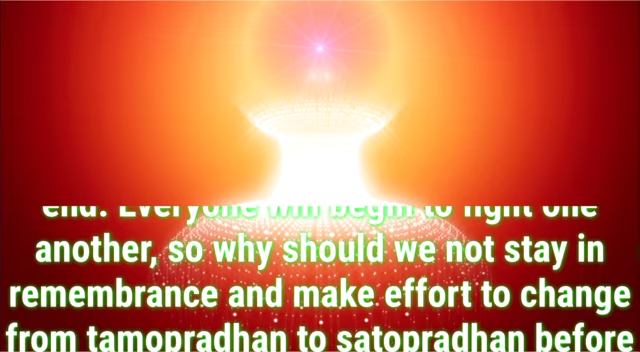 end. Everyone will begin to fight one
another, so why should we not stay in
remembrance and make effort to change
from tamopradhan to satopradhan before